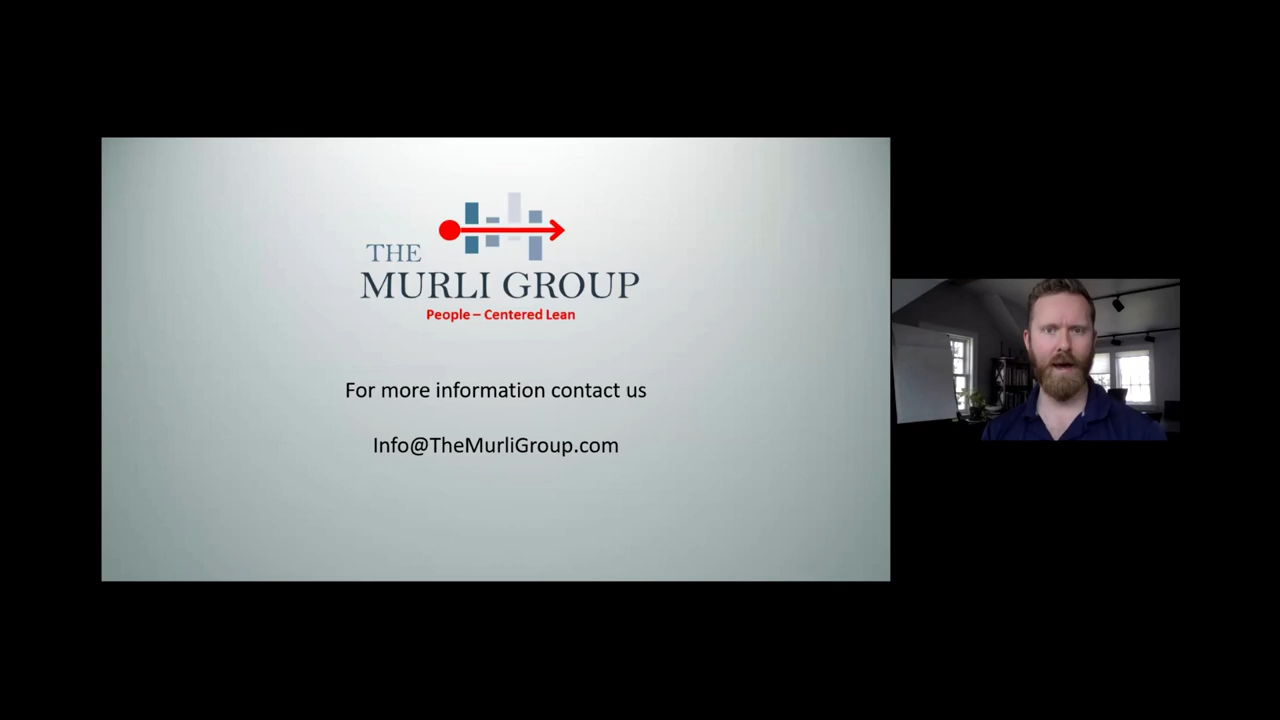 THE
MURLI GROUP
People – Centered Lean
For more information contact us
Info@TheMurliGroup.com